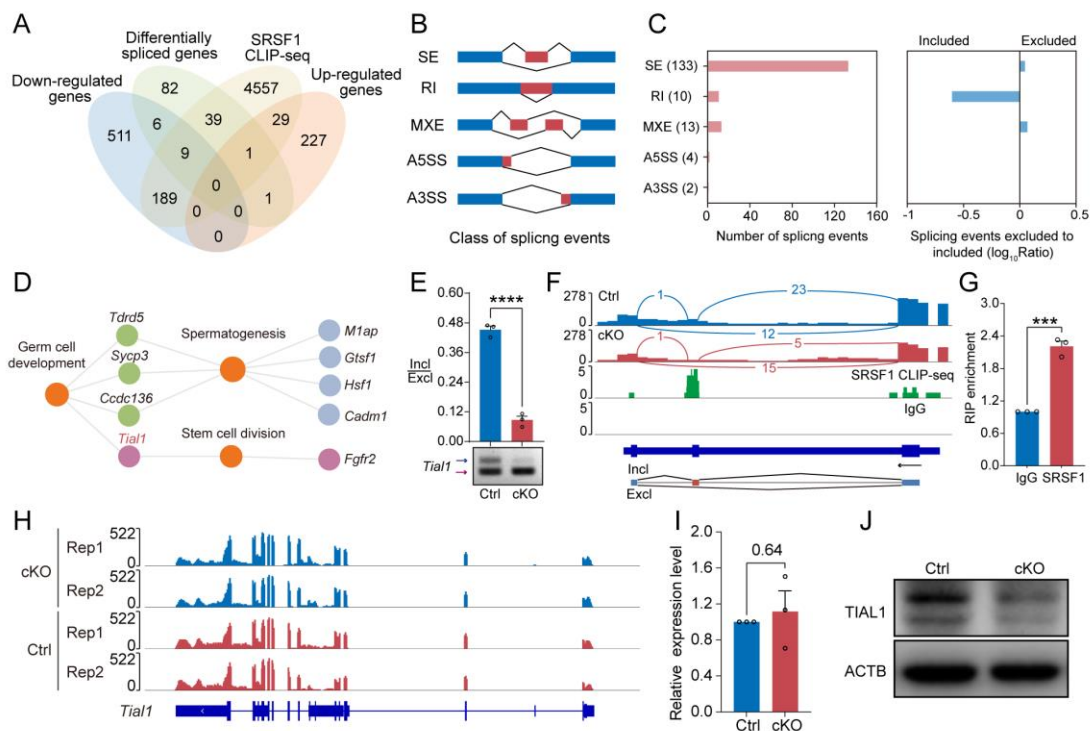 A
Differentially
spliced genes
SRSF1
CLIP-seq
Down-regulated
genes
Up-regulated
genes
82
4557
511
6
39
29
227
9
1
0
189
0
0
1
0
B
SE
RI
MXE
A5SS
A3SS
Class of splicng events
C
SE (133)
RI (10)
MXE (13)
A5SS (4)
A3SS (2)
0
40
80
120
160
Number of splicing events
Included
Excluded
-1
-0.5
0
0.5
Splicing events excluded to
included (log10Ratio)
D
Germ cell
development
Tdrd5
Sycp3
Ccdc136
Tial1
Spermatogenesis
Stem cell division
M1ap
Gtsf1
Hsf1
Cadm1
Fgfr2
E
Incl
Excl
0.60
0.48
0.36
0.24
0.12
0.00
****
Tial1
Ctrl
cKO
F
278
0
Ctrl
1
23
12
278
0
cKO
1
5
15
5
0
SRSF1 CLIP-seq
5
0
IgG
Incl
Excl
G
RIP enrichment
3.0
2.4
1.8
1.2
0.6
0.0
***
IgG
SRSF1
H
cKO
Rep1
522
0
Rep2
522
0
Ctrl
Rep1
522
0
Rep2
522
0
Tial1
I
Relative expression level
2.0
1.6
1.2
0.8
0.4
0.0
0.64
Ctrl
cKO
J
Ctrl
cKO
TIAL1
ACTB